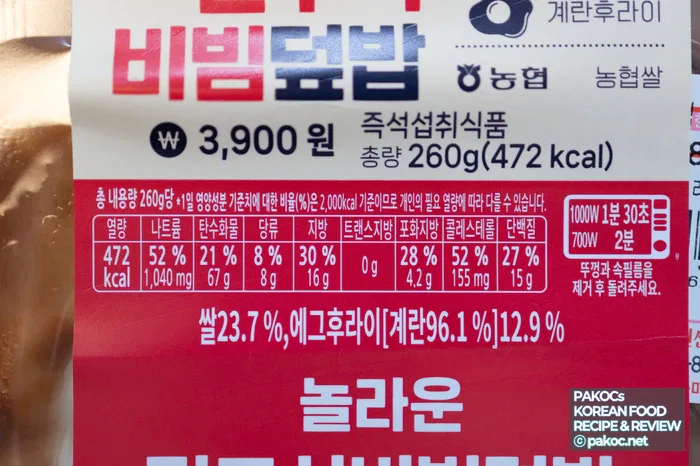 계란후라이
비빔덮밥
농협 농협쌀
₩ 3,900 원
즉석섭취식품
총량 260g(472 kcal)
총 내용량 260g당 *1일 영양성분 기준치에 대한 비율(%)은 2,000kcal 기준이므로 개인의 필요 열량에 따라 다를 수 있습니다.
열량 나트륨 탄수화물 당류 지방 트랜스지방 포화지방 콜레스테롤 단백질
472 kcal 52 % 21 % 8 % 30 % 0 g 28 % 52 % 27 %
1,040 mg 67 g 8 g 16 g 4.2 g 155 mg 15 g
1000W 1분 30초
700W 2분
뚜껑과 속필름을
제거 후 돌려주세요.
쌀23.7 %,에그후라이[계란96.1 %]12.9 %
놀라운
PAKOCs
KOREAN FOOD
RECIPE & REVIEW
© pakoc.net